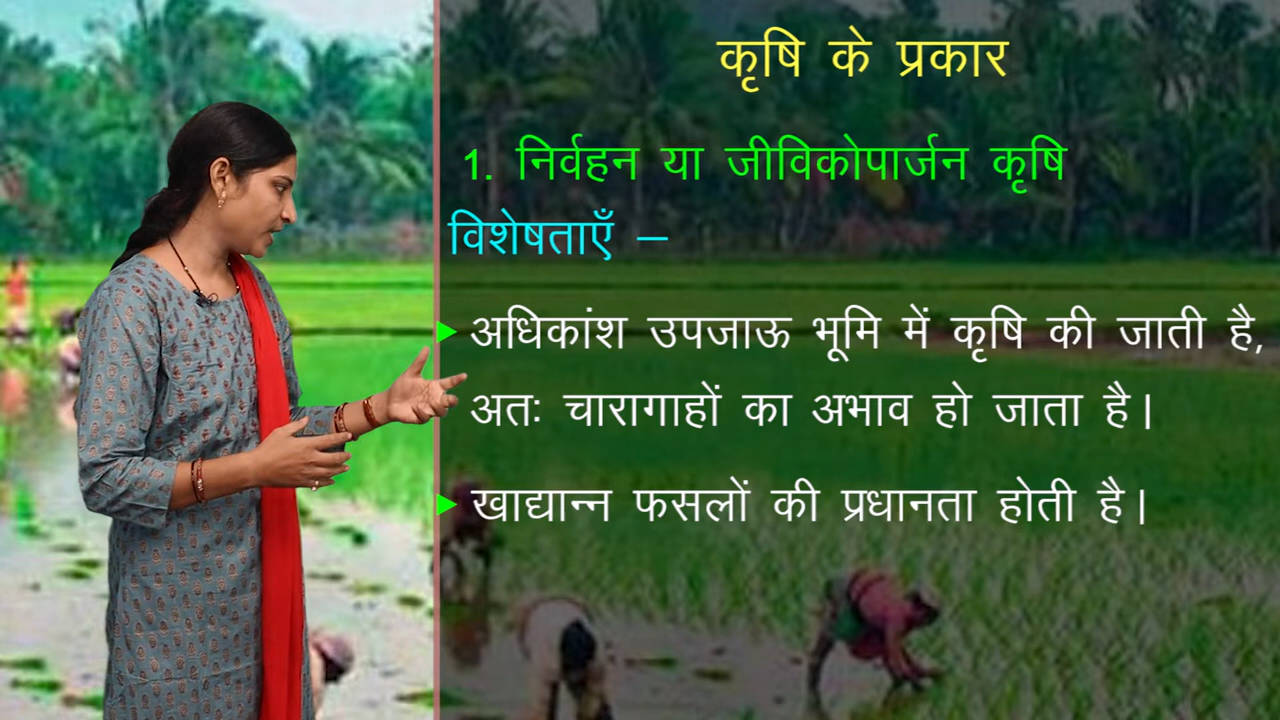 कृषि के प्रकार
1. निर्वहन या जीविकोपार्जन कृषि
विशेषताएँ –
अधिकांश उपजाऊ भूमि में कृषि की जाती है,
अतः चारागाहों का अभाव हो जाता है।
खाद्यान्न फसलों की प्रधानता होती है।